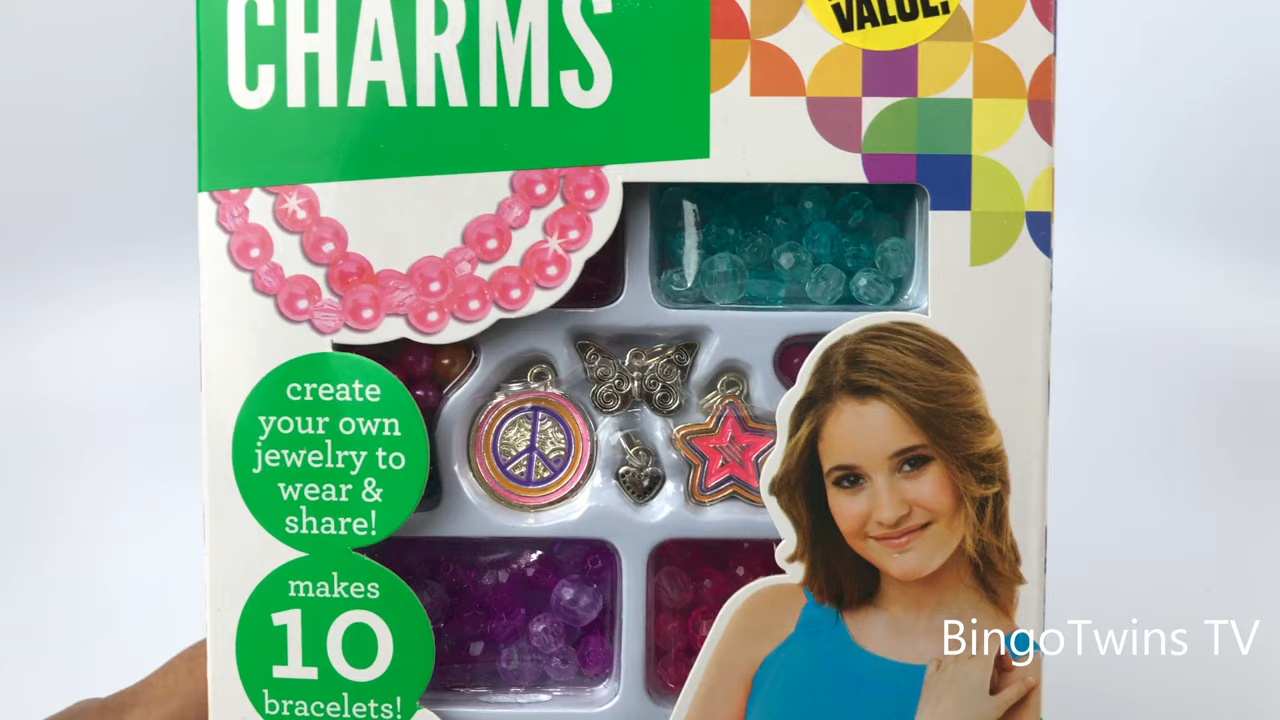 CHARMS
VALUE!
create
your own
jewelry to
wear &
share!
makes
10
bracelets!
BingoTwins TV